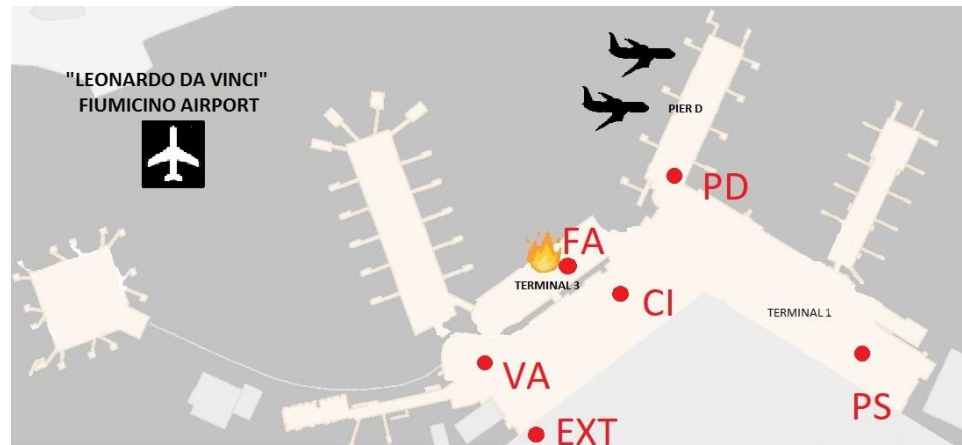 "LEONARDO DA VINCI"
FIUMICINO AIRPORT
PIER D
PD
FA
TERMINAL 3
CI
TERMINAL 1
VA
PS
EXT